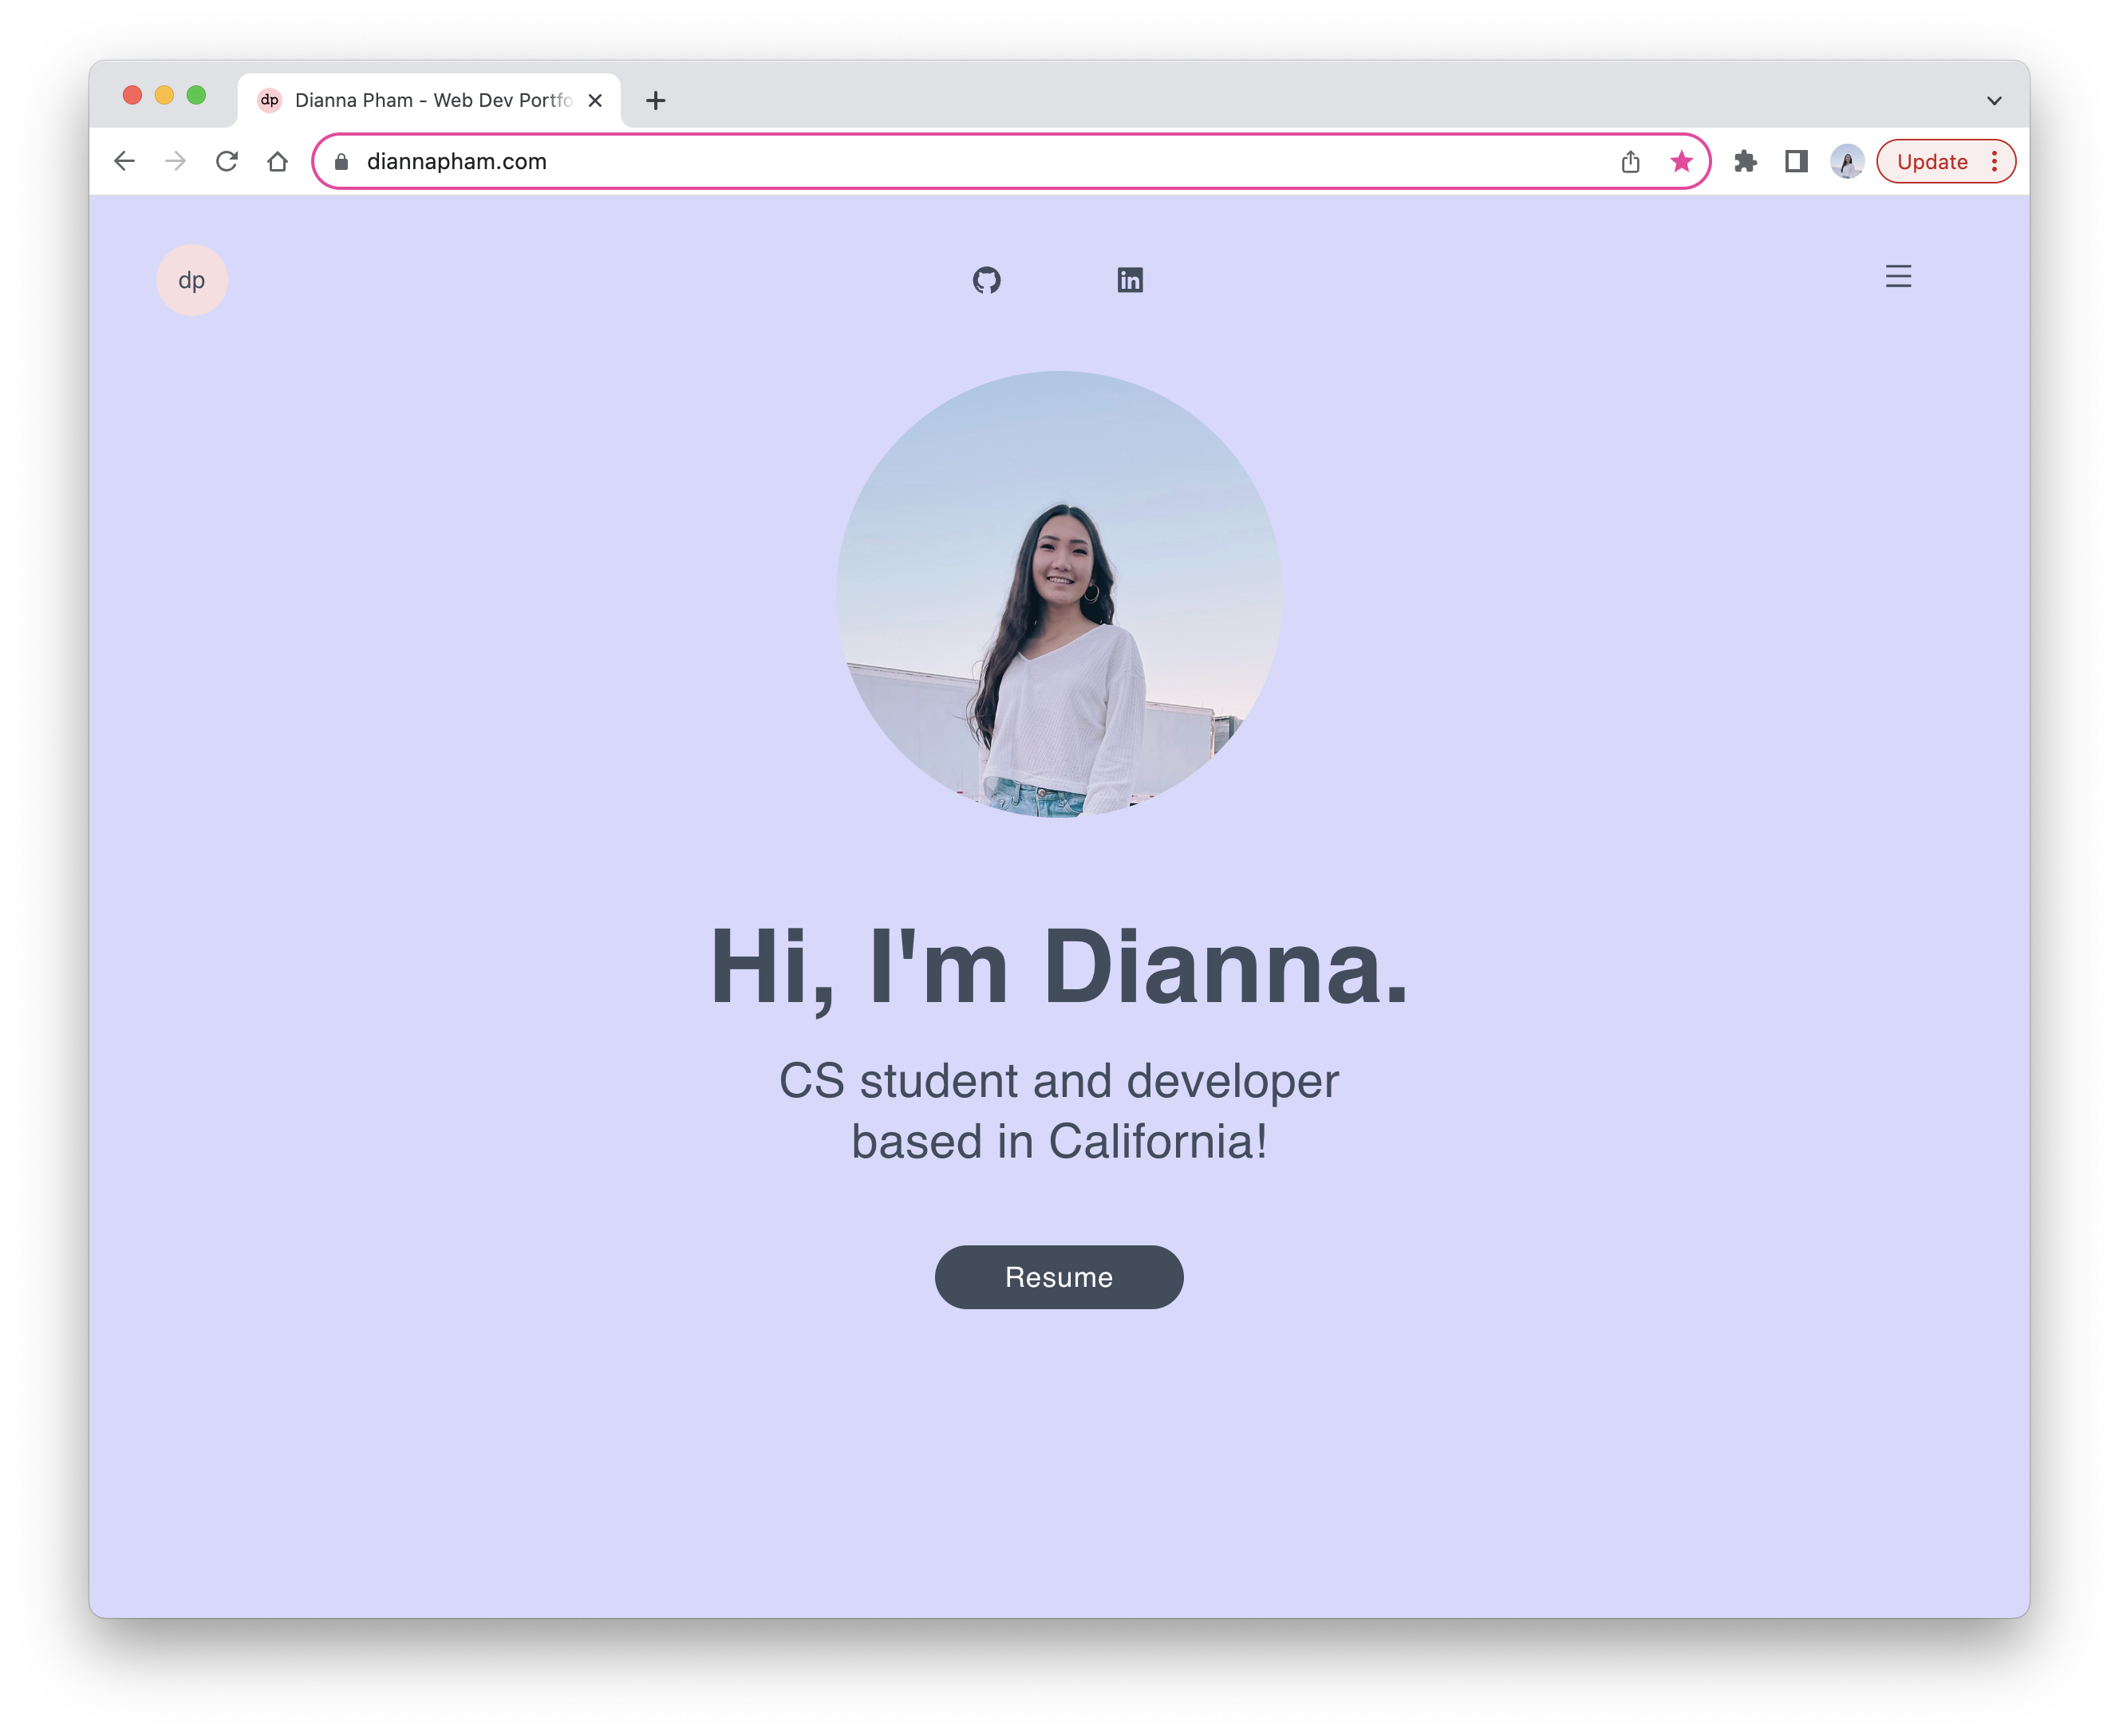 dp Dianna Pham - Web Dev Portfo
diannapham.com
Update
dp
in
Hi, I'm Dianna.
CS student and developer
based in California!
Resume